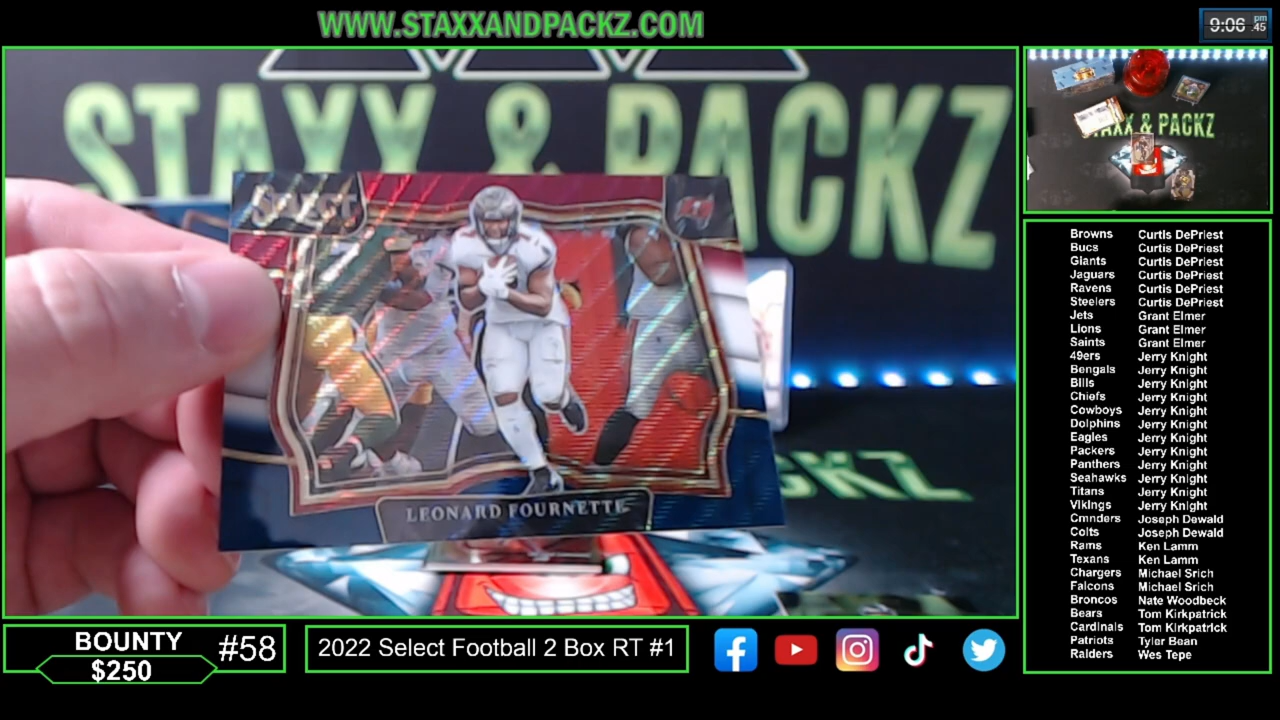 WWW.STAXXANDPACKZ.COM
9:06 pm .45
STAXX & PACKZ
Select
LEONARD FOURNETTE
CKZ
XX & PACKZ
Browns Curtis DePriest
Bucs Curtis DePriest
Giants Curtis DePriest
Jaguars Curtis DePriest
Ravens Curtis DePriest
Steelers Curtis DePriest
Jets Grant Elmer
Lions Grant Elmer
Saints Grant Elmer
49ers Jerry Knight
Bengals Jerry Knight
Bills Jerry Knight
Chiefs Jerry Knight
Cowboys Jerry Knight
Dolphins Jerry Knight
Eagles Jerry Knight
Packers Jerry Knight
Panthers Jerry Knight
Seahawks Jerry Knight
Titans Jerry Knight
Vikings Jerry Knight
Cmnders Joseph Dewald
Colts Joseph Dewald
Rams Ken Lamm
Texans Ken Lamm
Chargers Michael Srich
Falcons Michael Srich
Broncos Nate Woodbeck
Bears Tom Kirkpatrick
Cardinals Tom Kirkpatrick
Patriots Tyler Bean
Raiders Wes Tepe
BOUNTY
$250
#58
2022 Select Football 2 Box RT #1